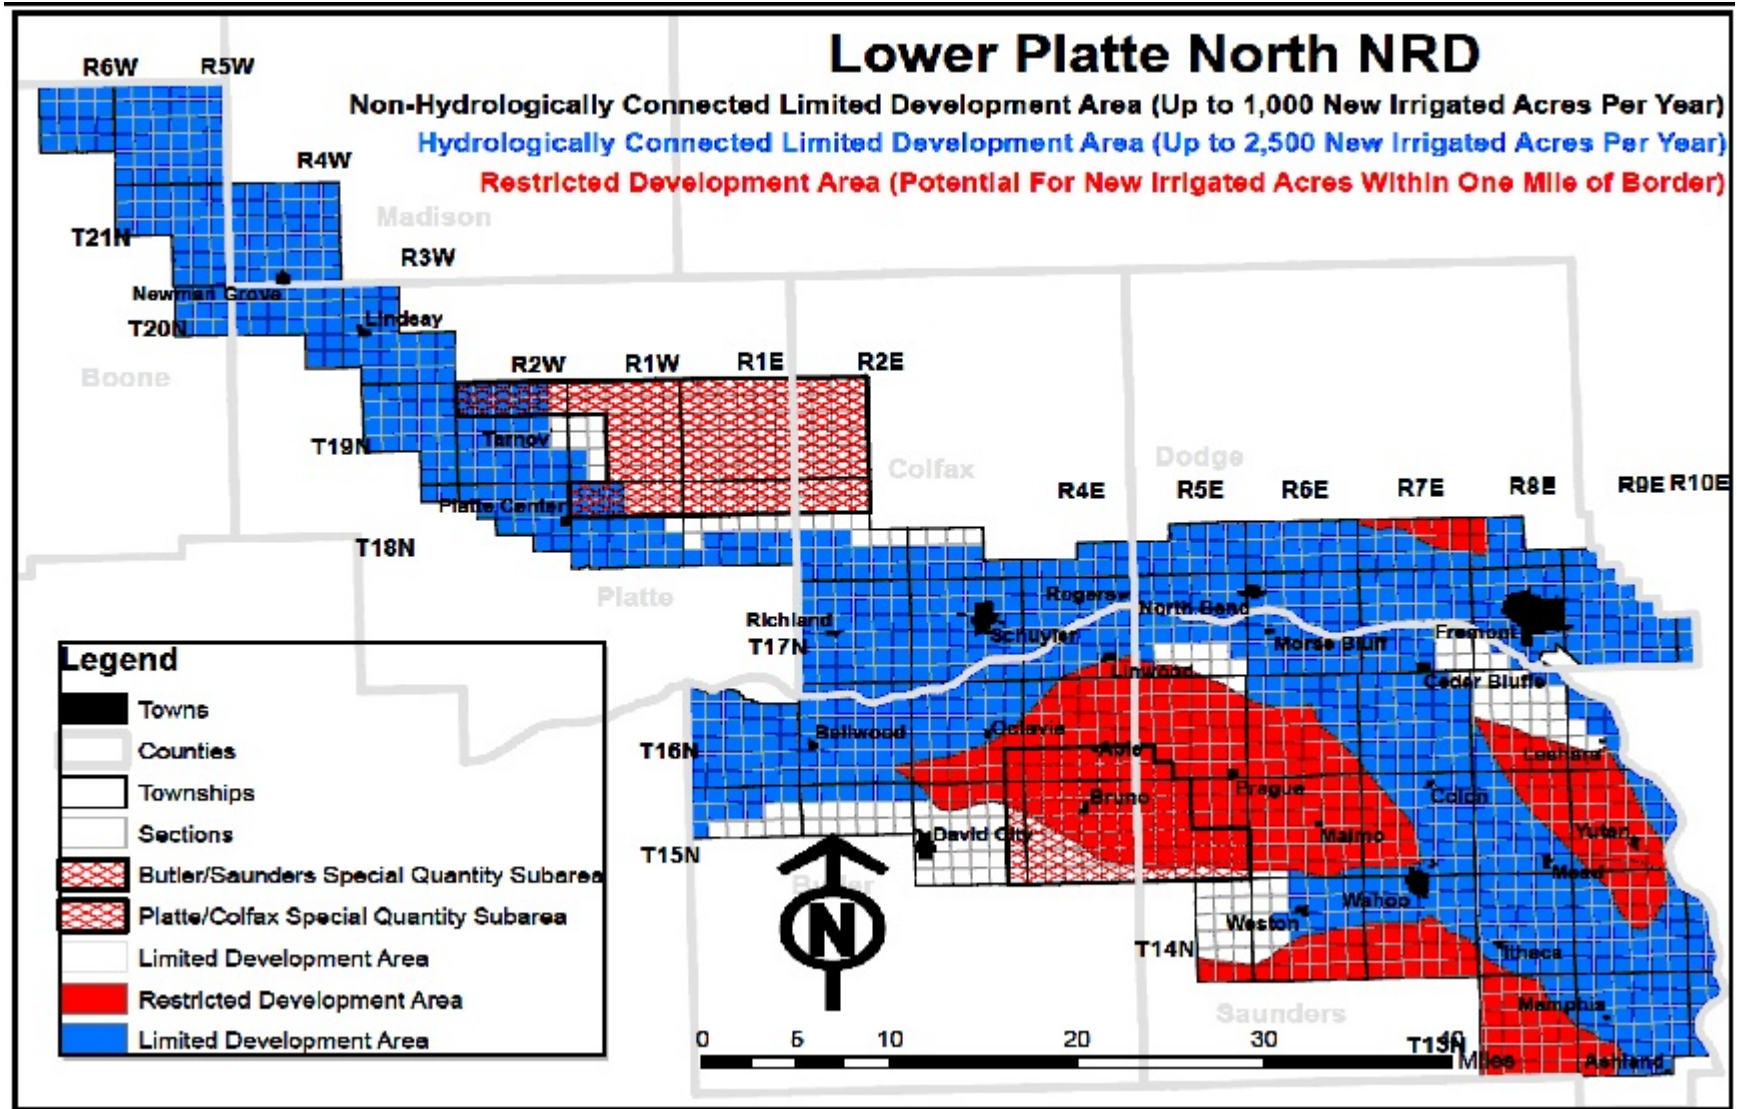 Lower Platte North NRD
Non-Hydrologically Connected Limited Development Area (Up to 1,000 New Irrigated Acres Per Year)
Hydrologically Connected Limited Development Area (Up to 2,500 New Irrigated Acres Per Year)
Restricted Development Area (Potential For New Irrigated Acres Within One Mile of Border)
R6W R5W
R4W
Madison
T21N
R3W
Newman Grove
T20N
Lindsay
Boone
R2W R1W R1E R2E
T19N
Tarnov
Colfax
Dodge
R4E R5E R6E R7E R8E R9E R10E
Platte Center
T18N
Platte
Rogers
North Bend
Richland
Schuyler
Morse Bluff
Fremont
T17N
Linwood
Cedar Bluffs
Bellwood
Octavia
T16N
Abie
Leshara
Bruno
Prague
Colon
David City
Malmo
Yutan
T15N
Butler
Mead
Wahoo
Weston
T14N
Ithaca
Saunders
Memphis
T13N
Ashland
0 5 10 20 30 40
Miles
N
Legend
Towns
Counties
Townships
Sections
Butler/Saunders Special Quantity Subarea
Platte/Colfax Special Quantity Subarea
Limited Development Area
Restricted Development Area
Limited Development Area